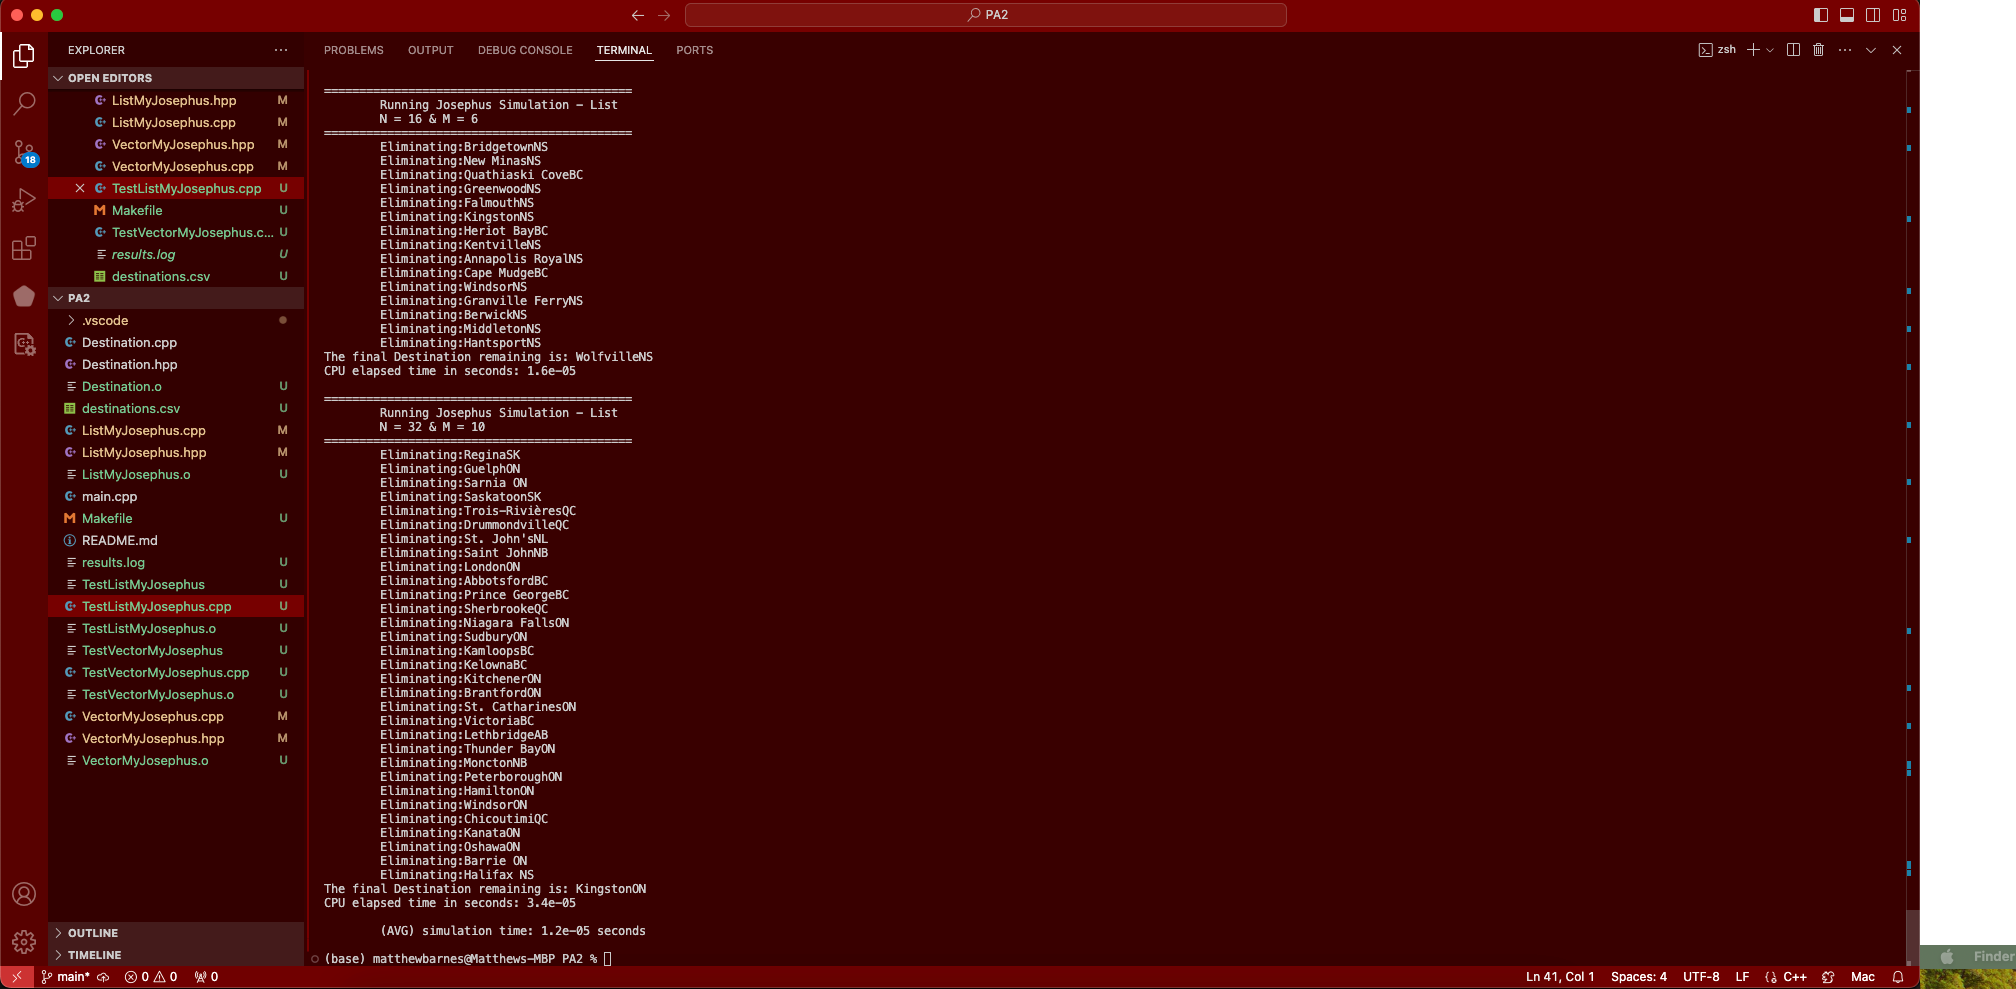 PA2
EXPLORER
OPEN EDITORS
ListMyJosephus.hpp M
ListMyJosephus.cpp M
VectorMyJosephus.hpp M
VectorMyJosephus.cpp M
TestListMyJosephus.cpp U
Makefile U
TestVectorMyJosephus.c... U
results.log U
destinations.csv U
PA2
.vscode
Destination.cpp
Destination.hpp
Destination.o U
destinations.csv U
ListMyJosephus.cpp M
ListMyJosephus.hpp M
ListMyJosephus.o U
main.cpp
Makefile U
README.md
results.log U
TestListMyJosephus U
TestListMyJosephus.cpp U
TestListMyJosephus.o U
TestVectorMyJosephus U
TestVectorMyJosephus.cpp U
TestVectorMyJosephus.o U
VectorMyJosephus.cpp M
VectorMyJosephus.hpp M
VectorMyJosephus.o U
OUTLINE
TIMELINE
18
PROBLEMS OUTPUT DEBUG CONSOLE TERMINAL PORTS
zsh
============================================
Running Josephus Simulation - List
N = 16 & M = 6
============================================
Eliminating:BridgetownNS
Eliminating:New MinasNS
Eliminating:Quathiaski CoveBC
Eliminating:GreenwoodNS
Eliminating:FalmouthNS
Eliminating:KingstonNS
Eliminating:Heriot BayBC
Eliminating:KentvilleNS
Eliminating:Annapolis RoyalNS
Eliminating:Cape MudgeBC
Eliminating:WindsorNS
Eliminating:Granville FerryNS
Eliminating:BerwickNS
Eliminating:MiddletonNS
Eliminating:HantsportNS
The final Destination remaining is: WolfvilleNS
CPU elapsed time in seconds: 1.6e-05
============================================
Running Josephus Simulation - List
N = 32 & M = 10
============================================
Eliminating:ReginaSK
Eliminating:GuelphON
Eliminating:Sarnia ON
Eliminating:SaskatoonSK
Eliminating:Trois-RivièresQC
Eliminating:DrummondvilleQC
Eliminating:St. John'sNL
Eliminating:Saint JohnNB
Eliminating:LondonON
Eliminating:AbbotsfordBC
Eliminating:Prince GeorgeBC
Eliminating:SherbrookeQC
Eliminating:Niagara FallsON
Eliminating:SudburyON
Eliminating:KamloopsBC
Eliminating:KelownaBC
Eliminating:KitchenerON
Eliminating:BrantfordON
Eliminating:St. CatharinesON
Eliminating:VictoriaBC
Eliminating:LethbridgeAB
Eliminating:Thunder BayON
Eliminating:MonctonNB
Eliminating:PeterboroughON
Eliminating:HamiltonON
Eliminating:WindsorON
Eliminating:ChicoutimiQC
Eliminating:KanataON
Eliminating:OshawaON
Eliminating:Barrie ON
Eliminating:Halifax NS
The final Destination remaining is: KingstonON
CPU elapsed time in seconds: 3.4e-05
(AVG) simulation time: 1.2e-05 seconds
(base) matthewbarnes@Matthews-MBP PA2 %
main* 0 0 0
Ln 41, Col 1 Spaces: 4 UTF-8 LF C++ Mac
Finder